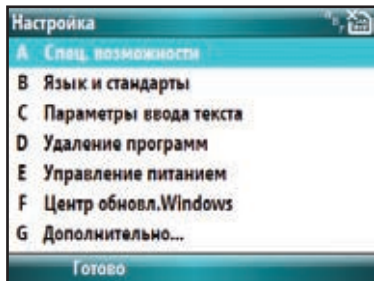 Настройка
A Спец. возможности
B Язык и стандарты
C Параметры ввода текста
D Удаление программ
E Управление питанием
F Центр обновл.Windows
G Дополнительно...
Готово